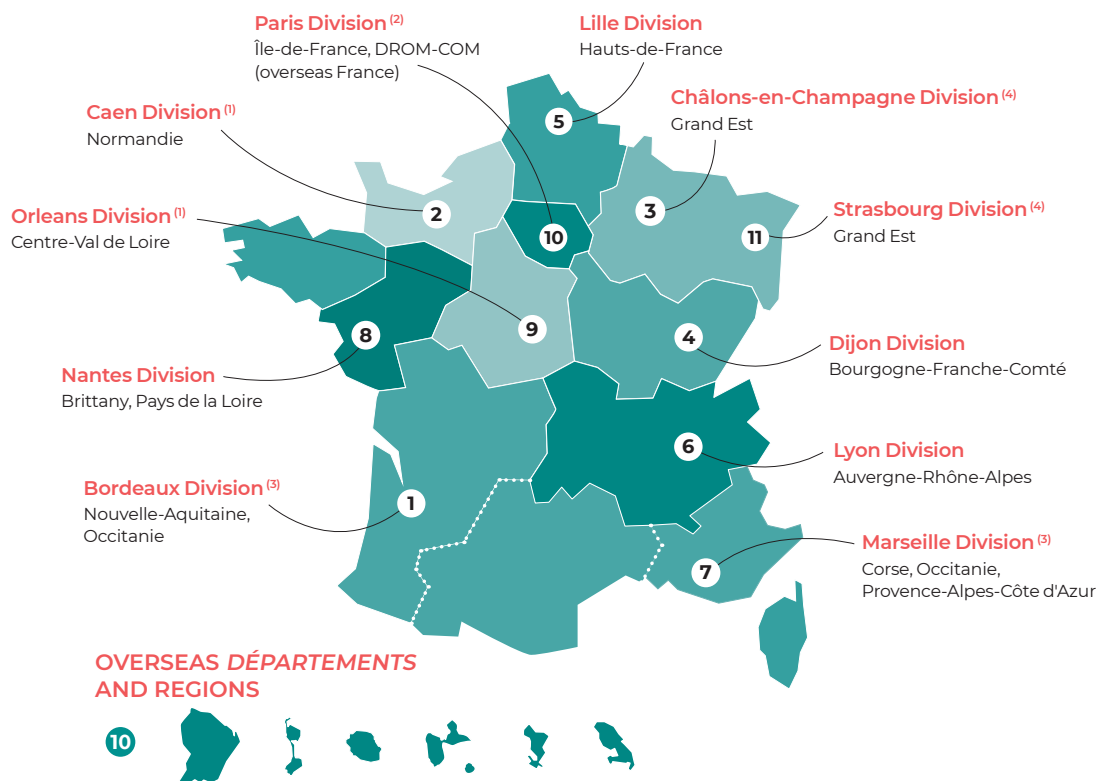 Paris Division (2)
Île-de-France, DROM-COM
(overseas France)
Lille Division
Hauts-de-France
Caen Division (1)
Normandie
Châlons-en-Champagne Division (4)
Grand Est
Orleans Division (1)
Centre-Val de Loire
Strasbourg Division (4)
Grand Est
5
2
3
10
11
9
8
4
Nantes Division
Brittany, Pays de la Loire
Dijon Division
Bourgogne-Franche-Comté
6
Lyon Division
Auvergne-Rhône-Alpes
Bordeaux Division (3)
Nouvelle-Aquitaine,
Occitanie
1
7
Marseille Division (3)
Corse, Occitanie,
Provence-Alpes-Côte d'Azur
OVERSEAS DÉPARTEMENTS
AND REGIONS
10